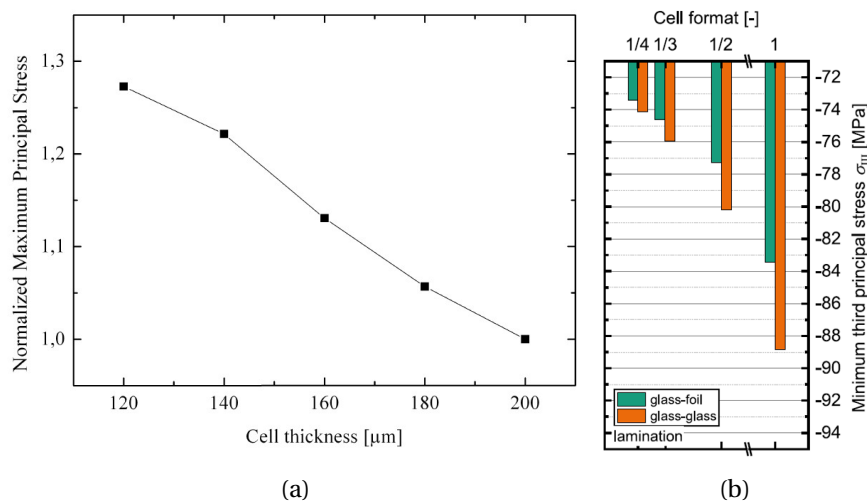 Normalized Maximum Principal Stress
1,3
1,2
1,1
1,0
120 140 160 180 200
Cell thickness [µm]
(a)
Cell format [-]
1/4 1/3 1/2 1
-72
-74
-76
-78
-80
-82
-84
-86
-88
-90
-92
-94
Minimum third principal stress σIII [MPa]
glass-foil
glass-glass
lamination
(b)